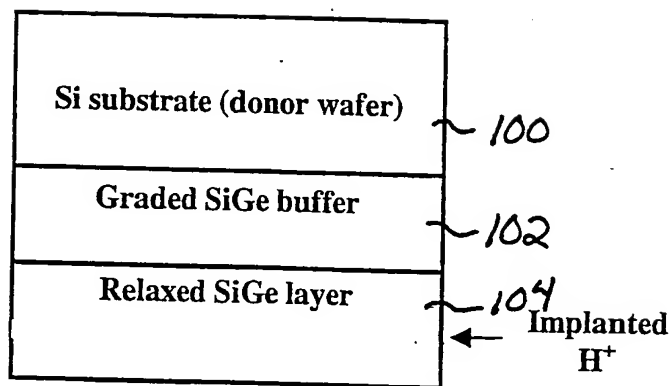 Si substrate (donor wafer)
100
Graded SiGe buffer
102
Relaxed SiGe layer
104
Implanted
H+